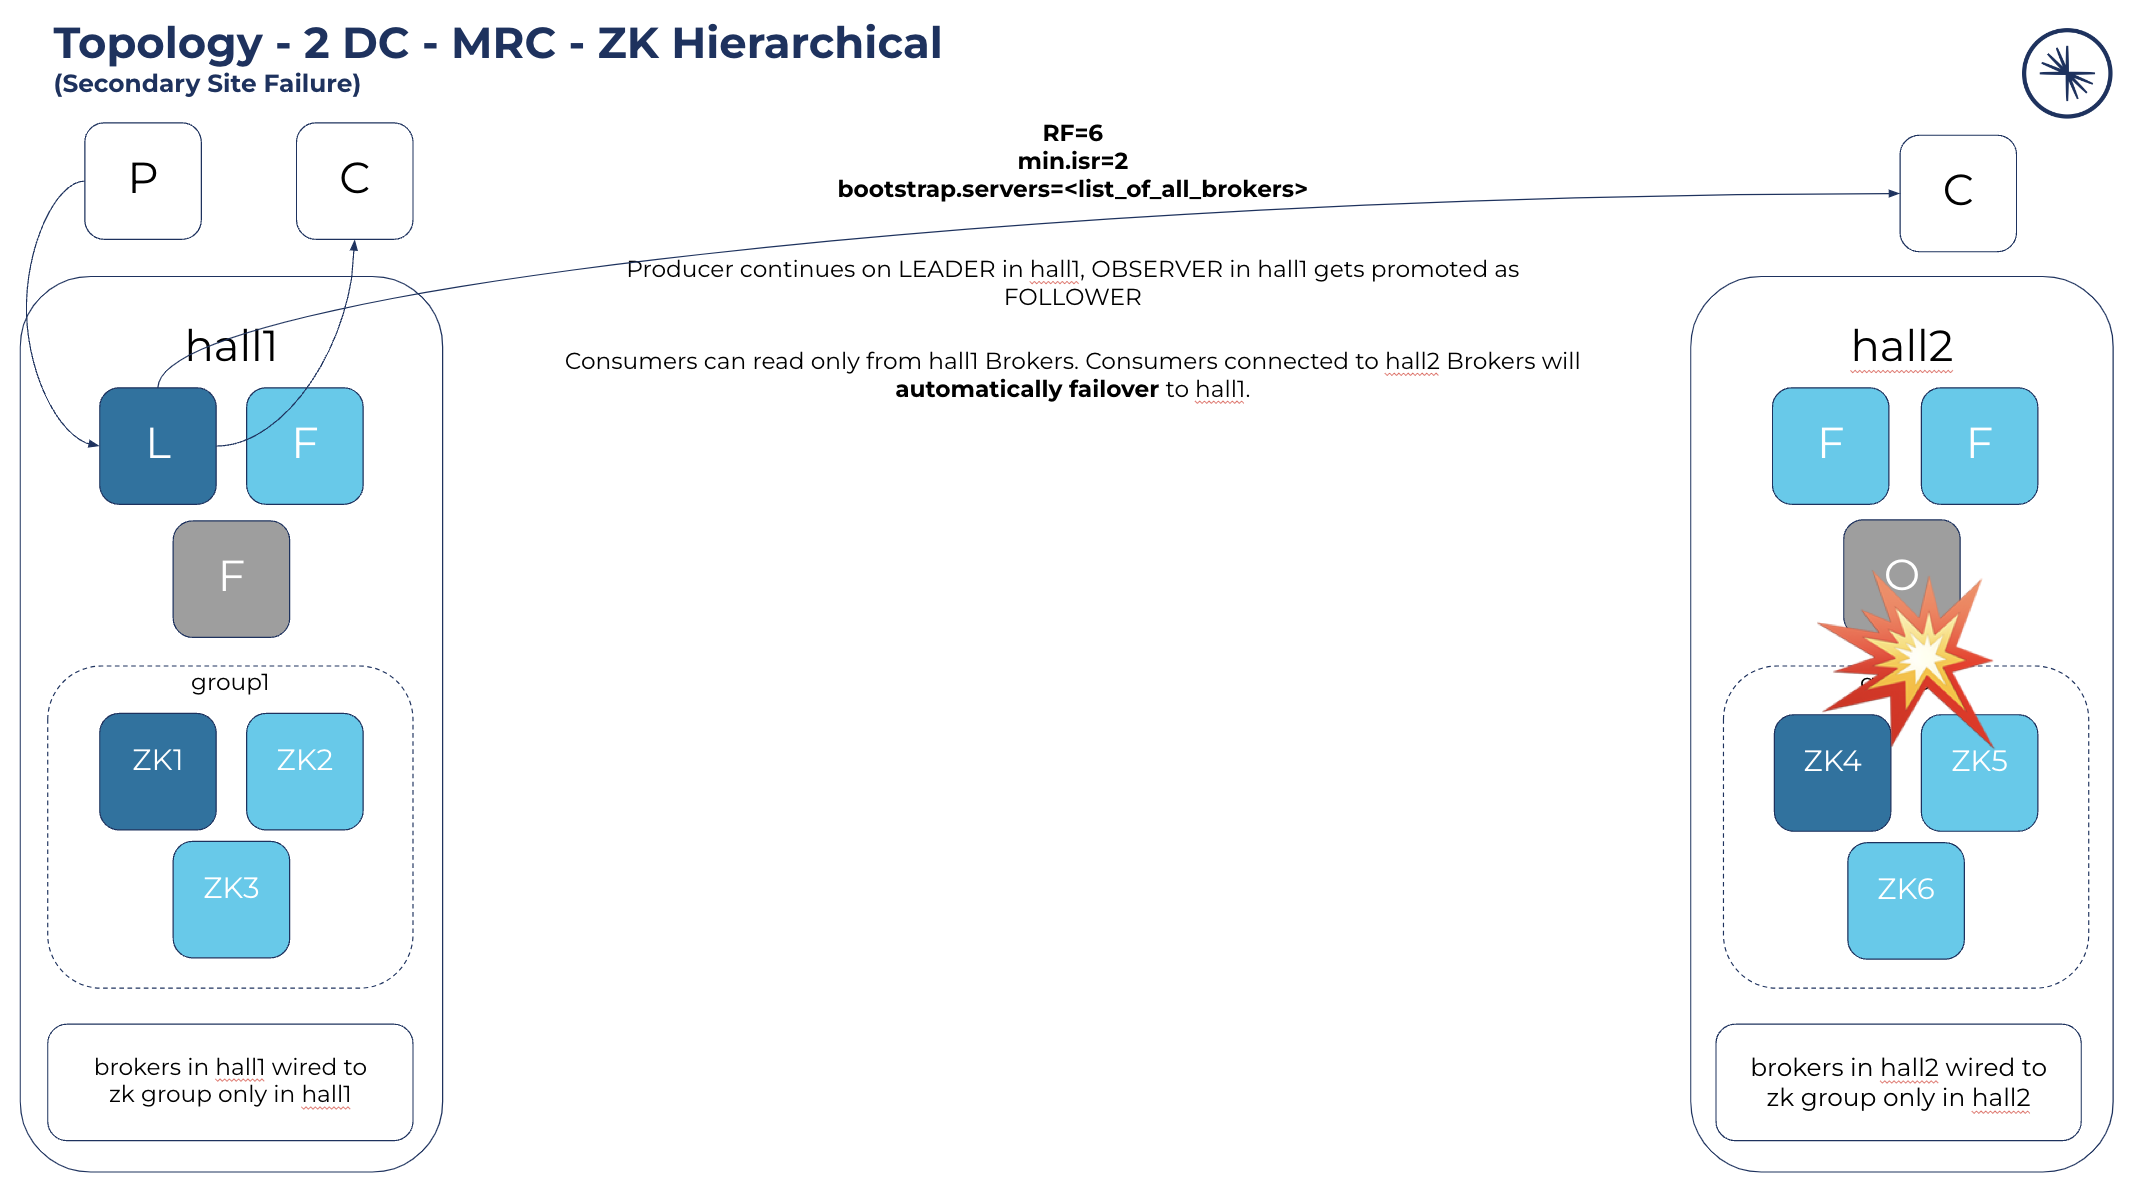 Topology - 2 DC - MRC - ZK Hierarchical
(Secondary Site Failure)
P
C
RF=6
min.isr=2
bootstrap.servers=<list_of_all_brokers>
C
Producer continues on LEADER in hall1, OBSERVER in hall1 gets promoted as
FOLLOWER
Consumers can read only from hall1 Brokers. Consumers connected to hall2 Brokers will
automatically failover to hall1.
hall1
L
F
F
group1
ZK1
ZK2
ZK3
brokers in hall1 wired to
zk group only in hall1
hall2
F
F
O
ZK4
ZK5
ZK6
brokers in hall2 wired to
zk group only in hall2